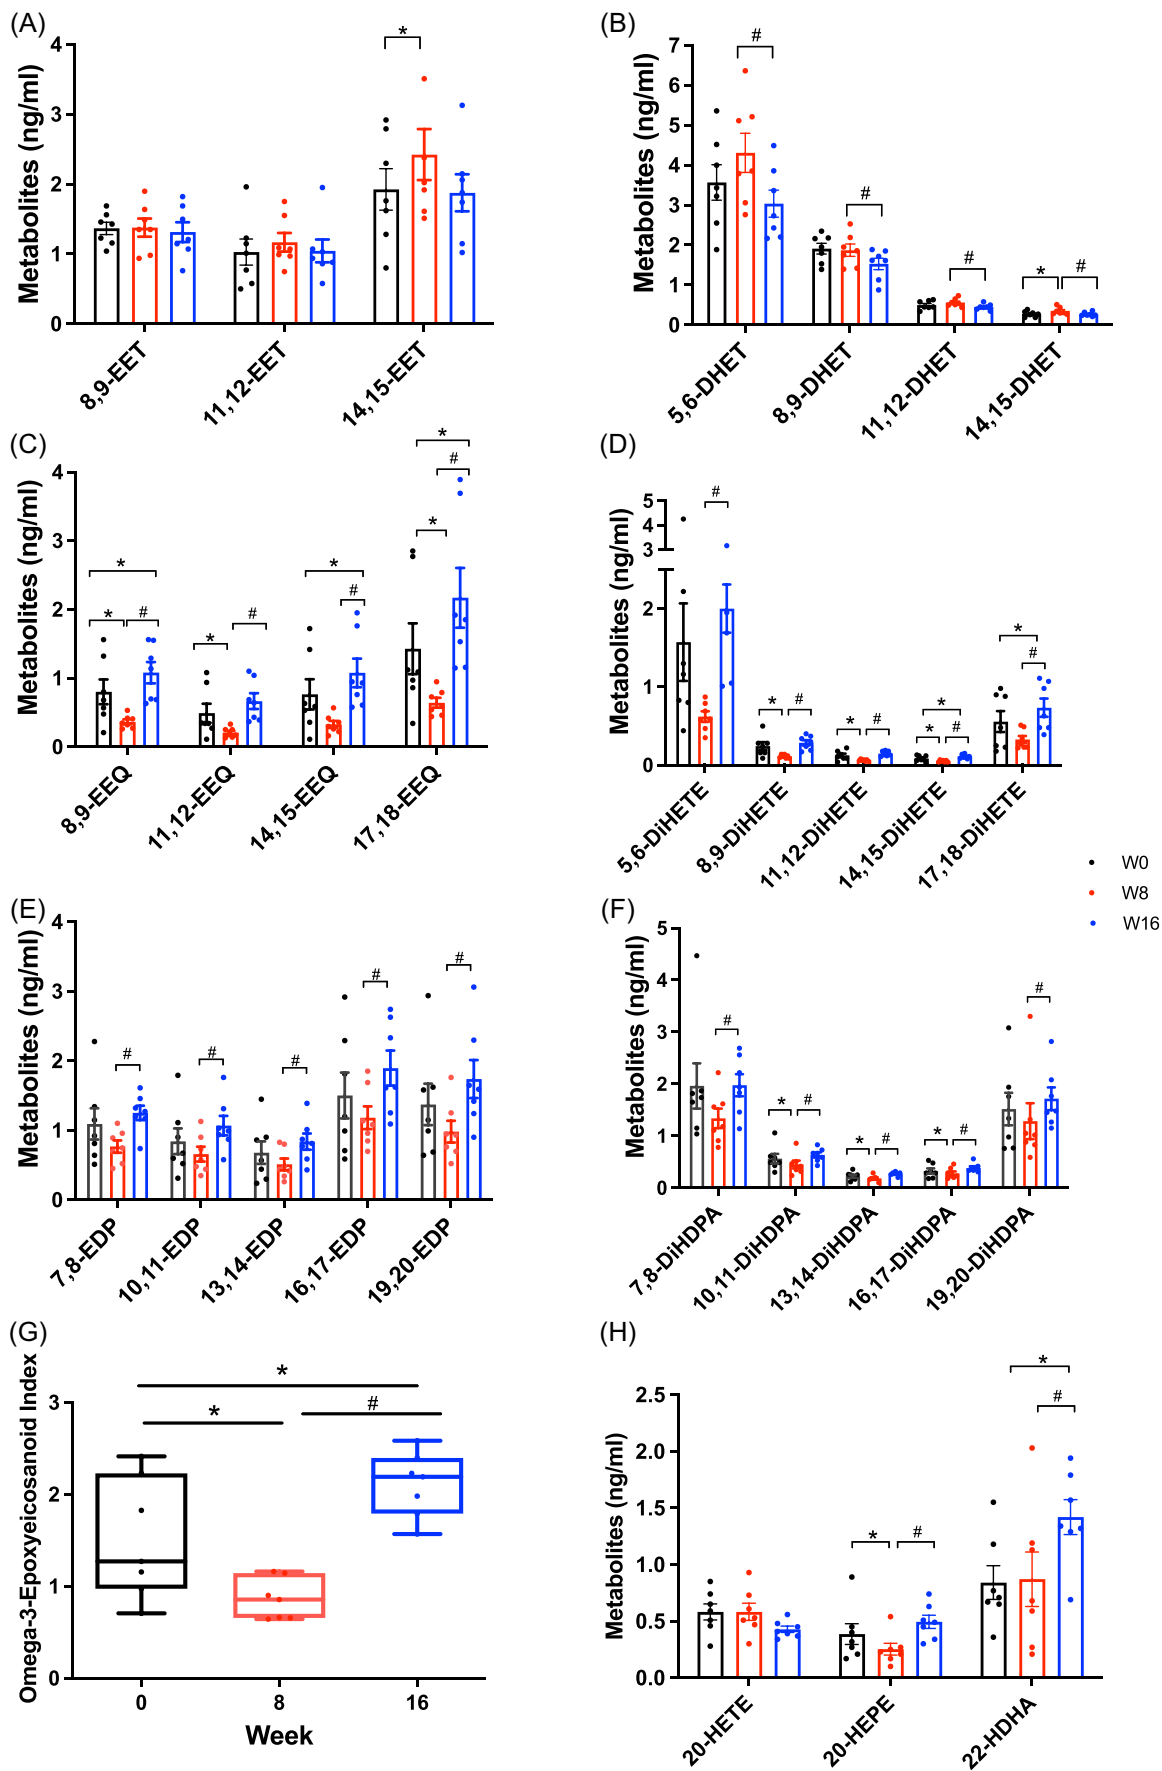 (A)
Metabolites (ng/ml)
4
3
2
1
0
*
8,9-EET
11,12-EET
14,15-EET
(B)
Metabolites (ng/ml)
7
6
5
4
3
2
1
0
#
#
#
*
#
5,6-DHET
8,9-DHET
11,12-DHET
14,15-DHET
(C)
Metabolites (ng/ml)
4
3
2
1
0
*
*
#
*
#
*
#
*
#
*
8,9-EEQ
11,12-EEQ
14,15-EEQ
17,18-EEQ
(D)
Metabolites (ng/ml)
5
4
3
2
1
0
#
*
#
*
#
*
*
#
*
#
5,6-DiHETE
8,9-DiHETE
11,12-DiHETE
14,15-DiHETE
17,18-DiHETE
W0
W8
W16
(E)
Metabolites (ng/ml)
4
3
2
1
0
#
#
#
#
#
7,8-EDP
10,11-EDP
13,14-EDP
16,17-EDP
19,20-EDP
(F)
Metabolites (ng/ml)
5
4
3
2
1
0
#
*
#
*
#
*
#
#
7,8-DiHDPA
10,11-DiHDPA
13,14-DiHDPA
16,17-DiHDPA
19,20-DiHDPA
(G)
Omega-3-Epoxyeicosanoid Index
3
2
1
0
*
*
#
0
8
16
Week
(H)
Metabolites (ng/ml)
2.5
2.0
1.5
1.0
0.5
0.0
*
#
*
#
20-HETE
20-HEPE
22-HDHA